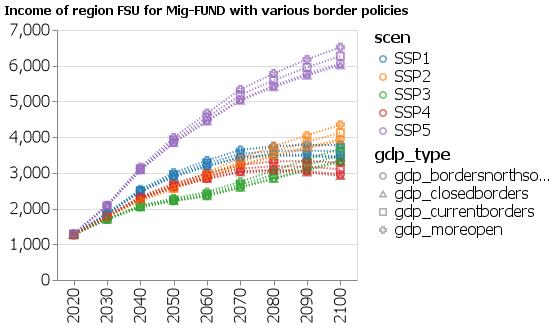 Income of region FSU for Mig-FUND with various border policies
7,000
6,000
5,000
4,000
3,000
2,000
1,000
0
2020
2030
2040
2050
2060
2070
2080
2090
2100
scen
SSP1
SSP2
SSP3
SSP4
SSP5
gdp_type
gdp_bordersnorthso...
gdp_closedborders
gdp_currentborders
gdp_moreopen